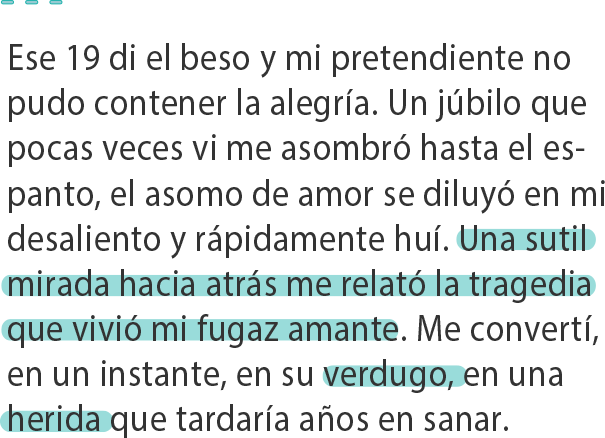 Ese 19 di el beso y mi pretendiente no
pudo contener la alegría. Un júbilo que
pocas veces vi me asombró hasta el es-
panto, el asomo de amor se diluyó en mi
desaliento y rápidamente huí. Una sutil
mirada hacia atrás me relató la tragedia
que vivió mi fugaz amante. Me convertí,
en un instante, en su verdugo, en una
herida que tardaría años en sanar.